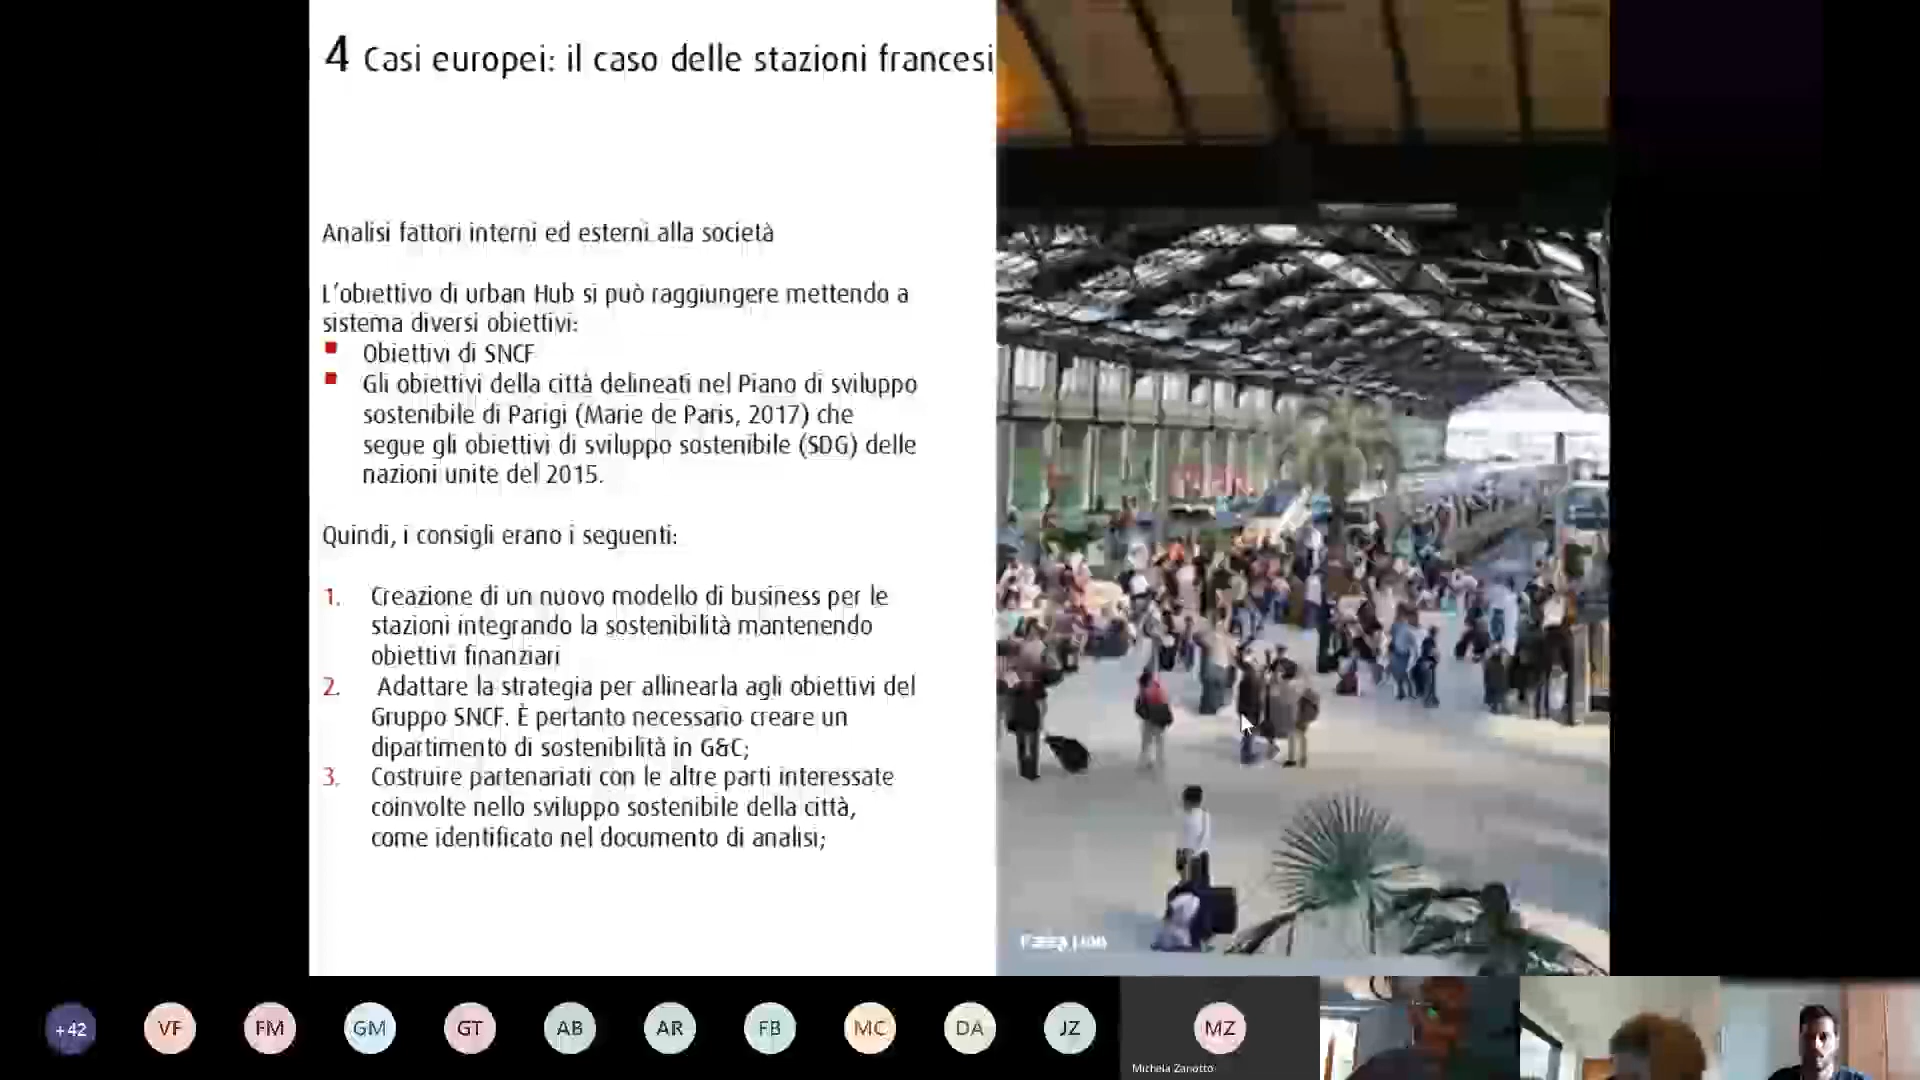 4 Casi europei: il caso delle stazioni francesi
Analisi fattori interni ed esterni alla società
L'obiettivo di urban Hub si può raggiungere mettendo a
sistema diversi obiettivi:
Obiettivi di SNCF
Gli obiettivi della città delineati nel Piano di sviluppo
sostenibile di Parigi (Marie de Paris, 2017) che
segue gli obiettivi di sviluppo sostenibile (SDG) delle
nazioni unite del 2015.
Quindi, i consigli erano i seguenti:
1. Creazione di un nuovo modello di business per le
stazioni integrando la sostenibilità mantenendo
obiettivi finanziari
2. Adattare la strategia per allinearla agli obiettivi del
Gruppo SNCF. È pertanto necessario creare un
dipartimento di sostenibilità in G&C;
3. Costruire partenariati con le altre parti interessate
coinvolte nello sviluppo sostenibile della città,
come identificato nel documento di analisi;
+42 VF FM GM GT AB AR FB MC DA JZ MZ
Michela Zanotto